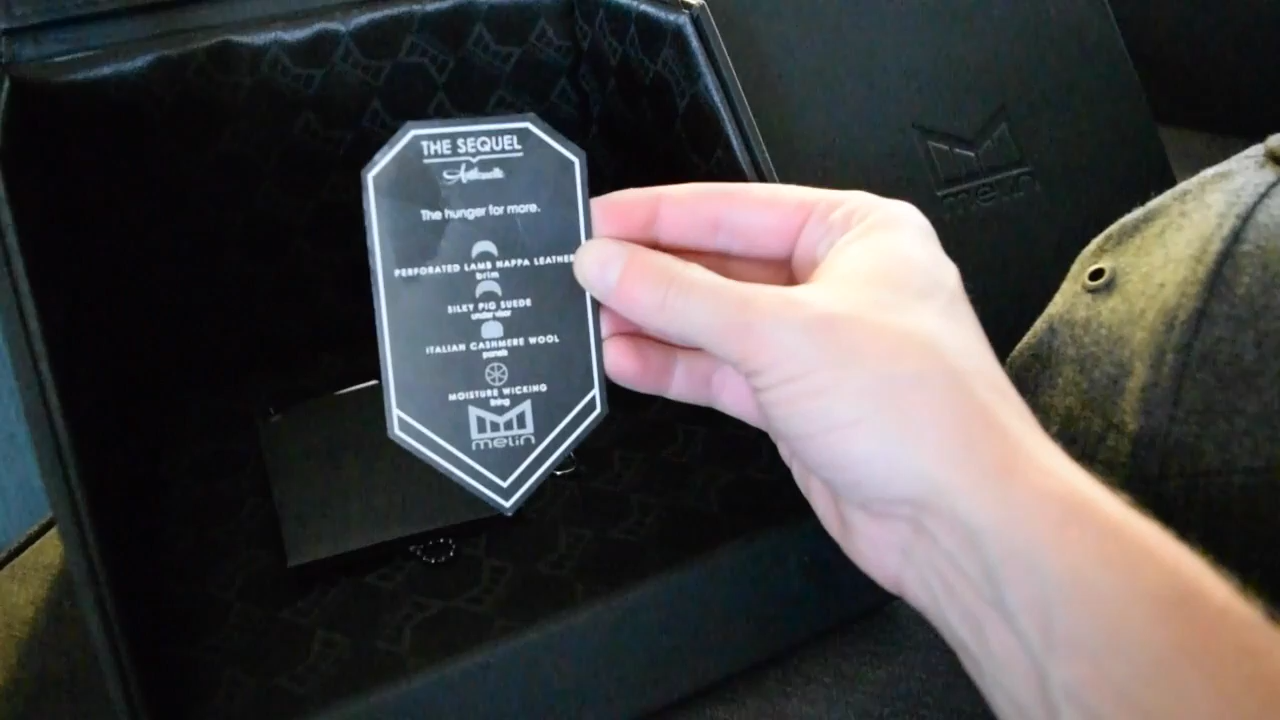 THE SEQUEL
The hunger for more.
PERFORATED LAMB NAPPA LEATHER
brim
SILKY PIG SUEDE
under visor
ITALIAN CASHMERE WOOL
panels
MOISTURE WICKING
lining
melin
melin